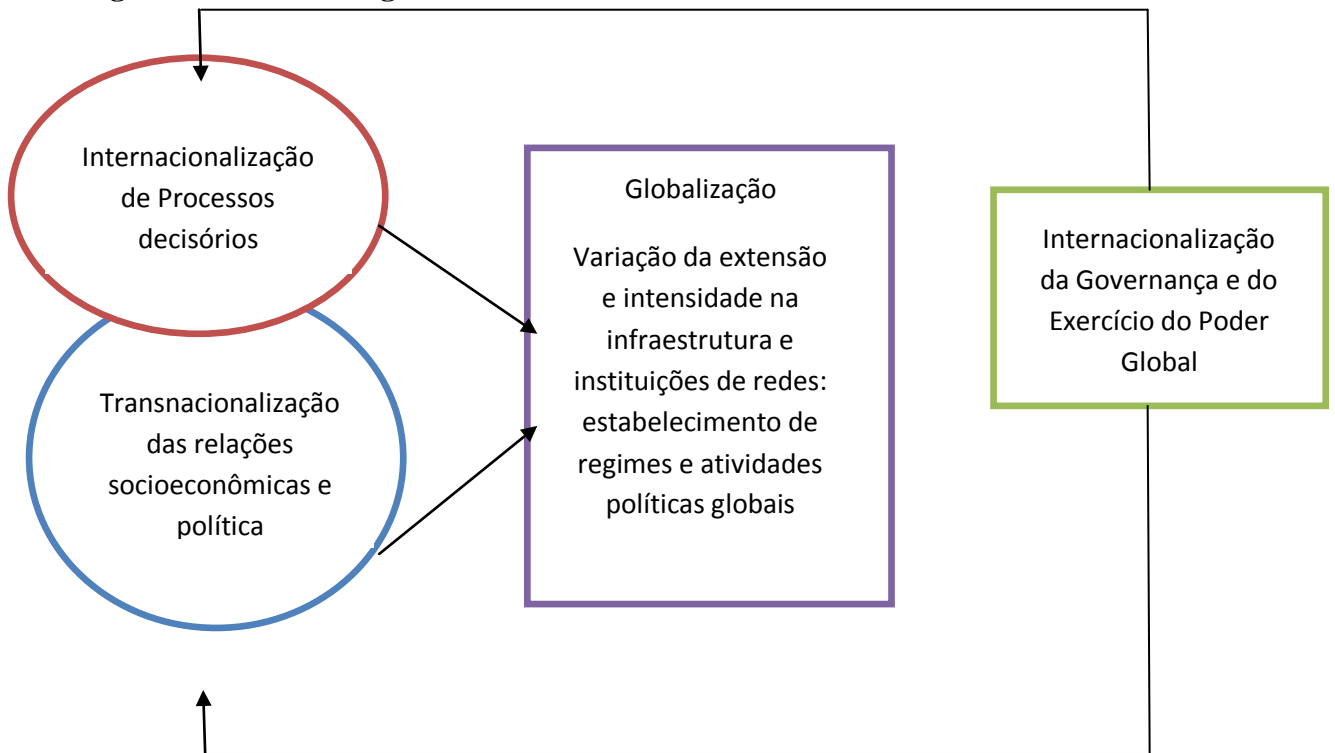 Internacionalização
de Processos
decisórios
Transnacionalização
das relações
socioeconômicas e
política
Globalização
Variação da extensão
e intensidade na
infraestrutura e
instituições de redes:
estabelecimento de
regimes e atividades
políticas globais
Internacionalização
da Governança e do
Exercício do Poder
Global